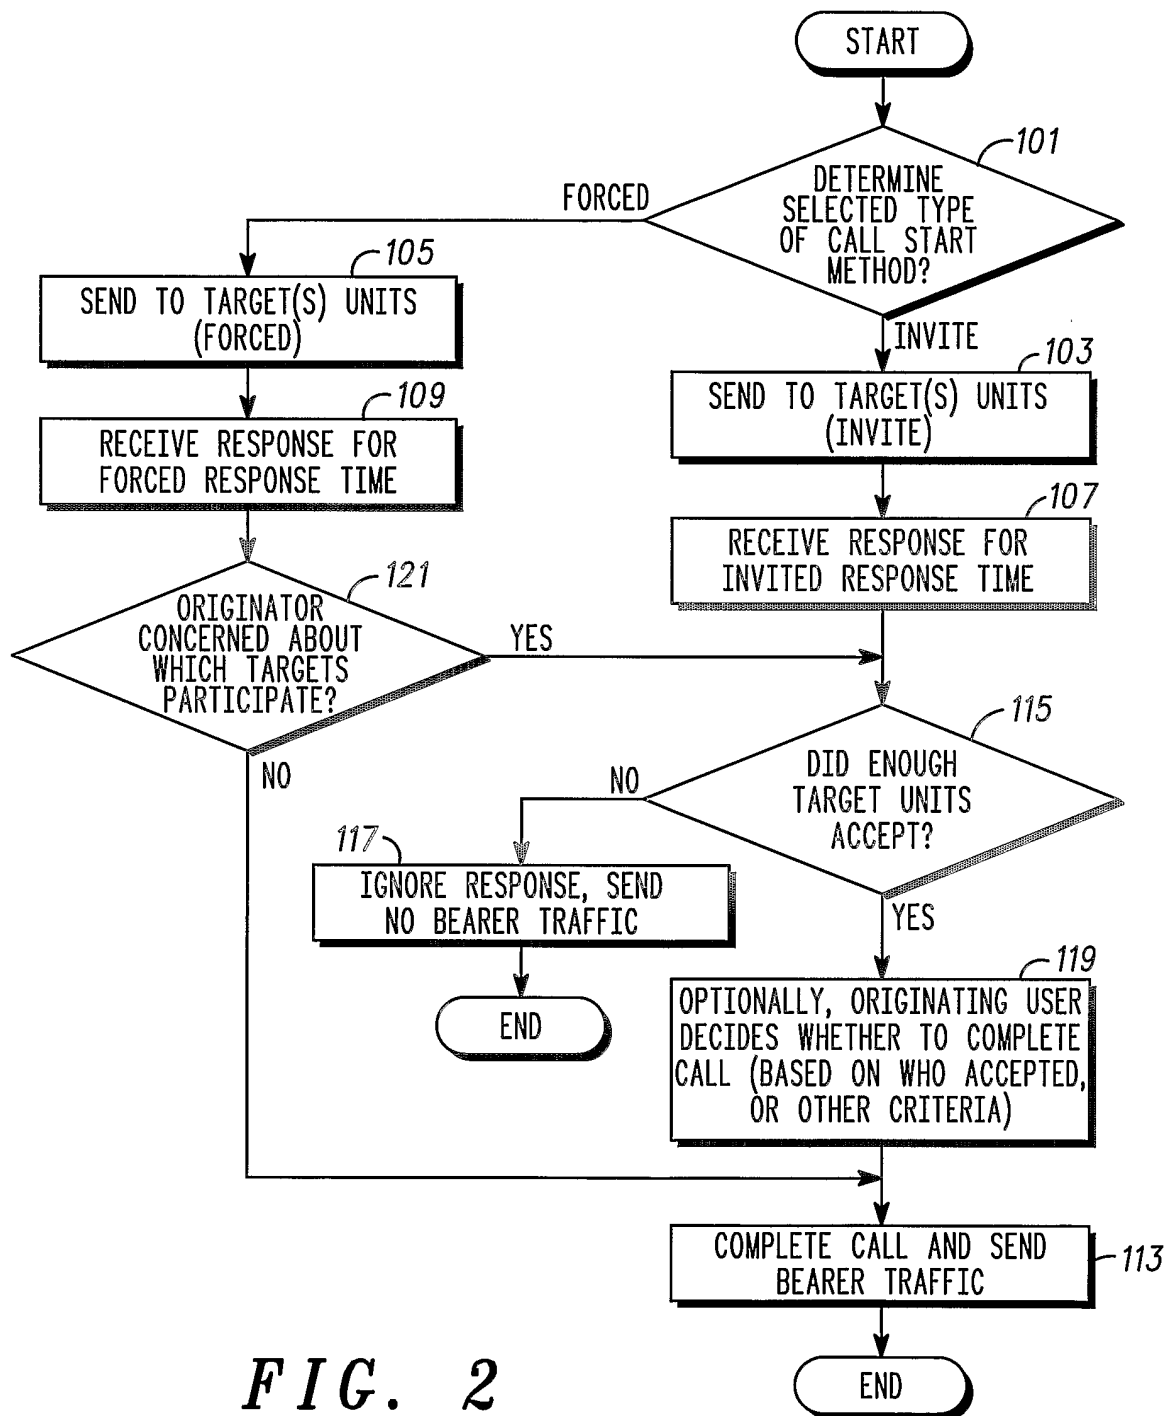 START
101
DETERMINE
SELECTED TYPE
OF CALL START
METHOD?
FORCED
INVITE
105
SEND TO TARGET(S) UNITS
(FORCED)
103
SEND TO TARGET(S) UNITS
(INVITE)
109
RECEIVE RESPONSE FOR
FORCED RESPONSE TIME
107
RECEIVE RESPONSE FOR
INVITED RESPONSE TIME
121
ORIGINATOR
CONCERNED ABOUT
WHICH TARGETS
PARTICIPATE?
YES
NO
115
DID ENOUGH
TARGET UNITS
ACCEPT?
NO
YES
117
IGNORE RESPONSE, SEND
NO BEARER TRAFFIC
END
119
OPTIONALLY, ORIGINATING USER
DECIDES WHETHER TO COMPLETE
CALL (BASED ON WHO ACCEPTED,
OR OTHER CRITERIA)
COMPLETE CALL AND SEND
BEARER TRAFFIC
113
END
FIG. 2